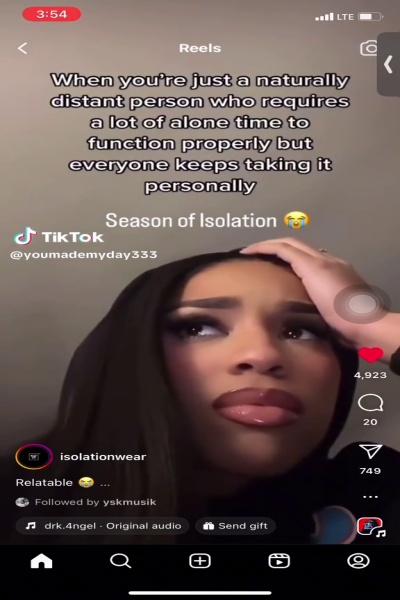 3:54
LTE
Reels
When you're just a naturally
distant person who requires
a lot of alone time to
function properly but
everyone keeps taking it
personally
Season of Isolation 😭
TikTok
@youmademyday333
4,923
20
isolationwear
749
Relatable 😭 ...
Followed by yskmusik
drk.4ngel · Original audio
Send gift